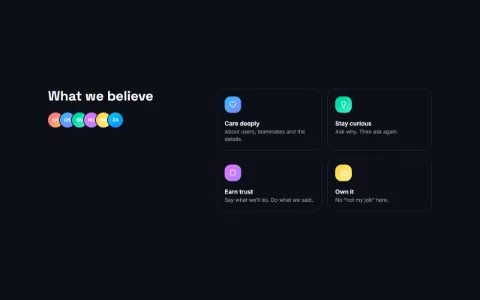 What we believe
ZA
Care deeply
About users, teammates and the
details.
Stay curious
Ask why. Then ask again.
Earn trust
Say what we'll do. Do what we said.
Own it
No "not my job" here.